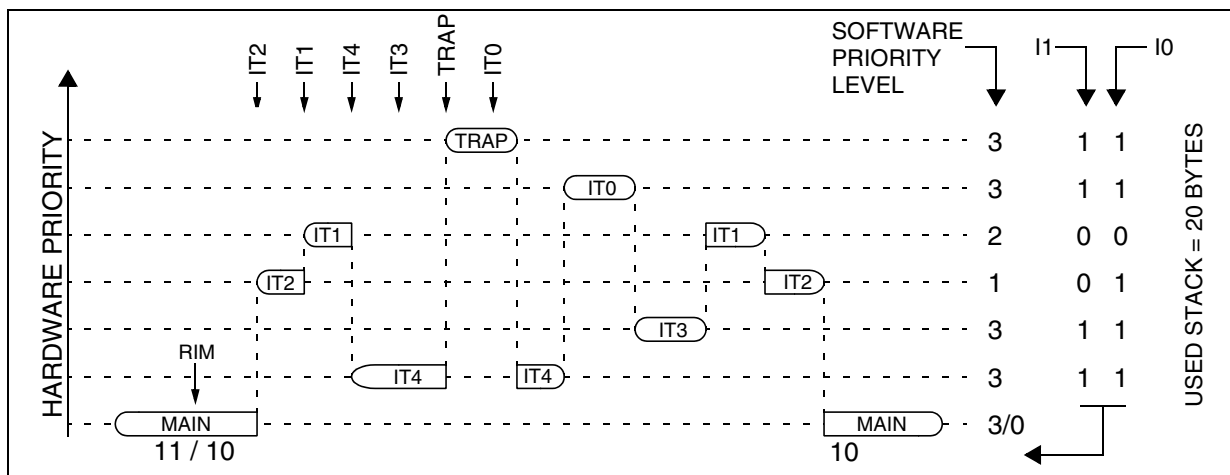 IT2
IT1
IT4
IT3
TRAP
IT0
SOFTWARE
PRIORITY
LEVEL
I1
I0
HARDWARE PRIORITY
TRAP
3
1 1
IT0
3
1 1
IT1
IT1
2
0 0
IT2
IT2
1
0 1
IT3
3
1 1
RIM
IT4
IT4
3
1 1
MAIN
MAIN
3/0
11 / 10
10
USED STACK = 20 BYTES